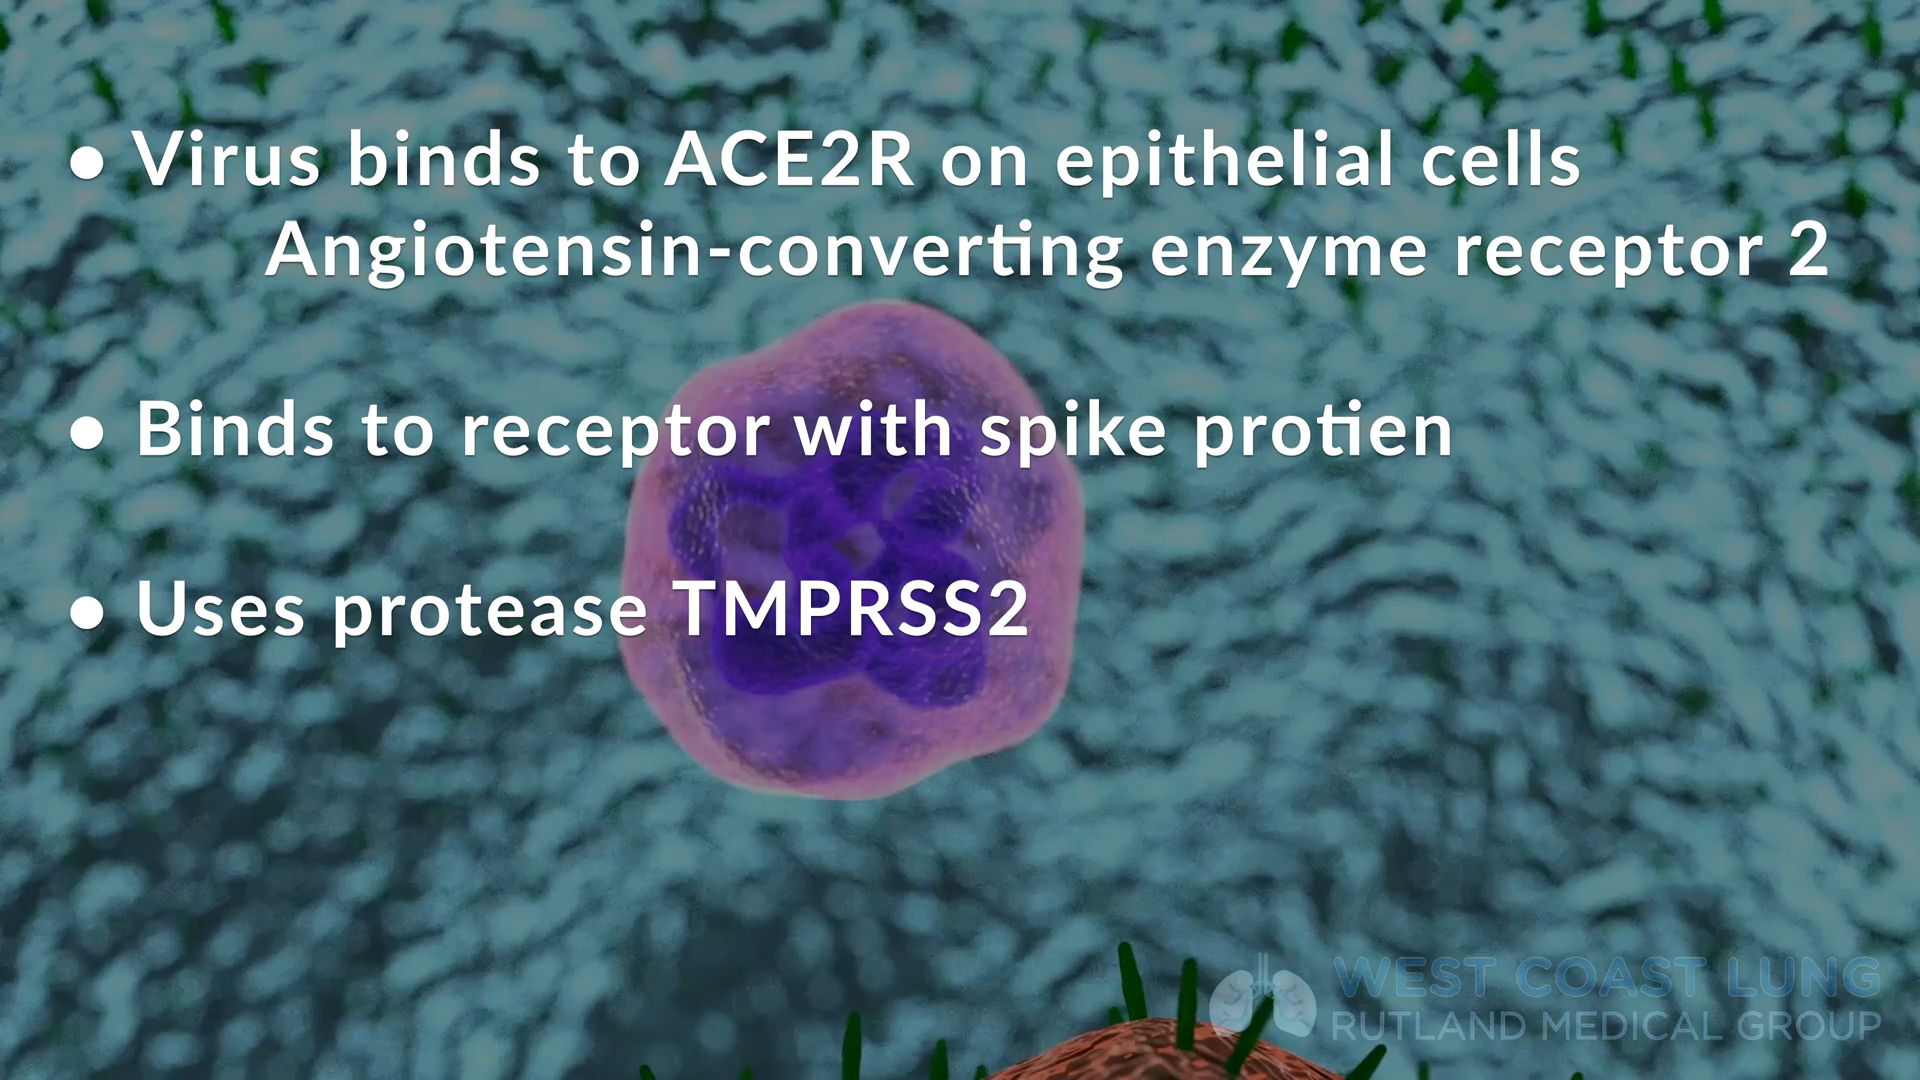 • Virus binds to ACE2R on epithelial cells
Angiotensin-converting enzyme receptor 2
• Binds to receptor with spike protien
• Uses protease TMPRSS2
WEST COAST LUNG
RUTLAND MEDICAL GROUP